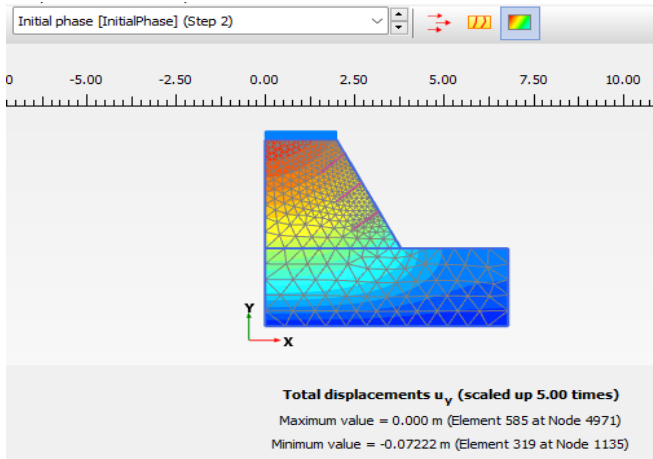 Initial phase [InitialPhase] (Step 2)
0 -5.00 -2.50 0.00 2.50 5.00 7.50 10.00
Y
X
Total displacements uy (scaled up 5.00 times)
Maximum value = 0.000 m (Element 585 at Node 4971)
Minimum value = -0.07222 m (Element 319 at Node 1135)